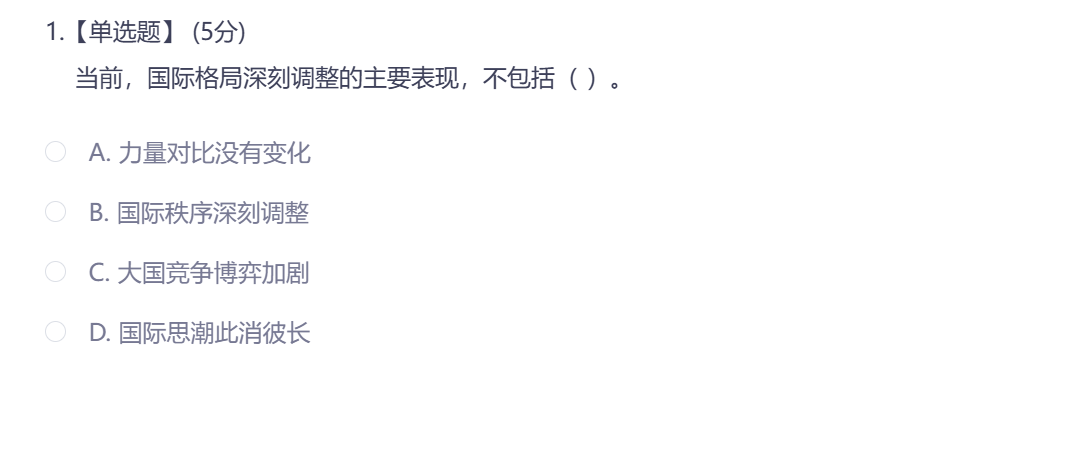 1.【单选题】 (5分)
当前，国际格局深刻调整的主要表现，不包括（ ）。
A. 力量对比没有变化
B. 国际秩序深刻调整
C. 大国竞争博弈加剧
D. 国际思潮此消彼长